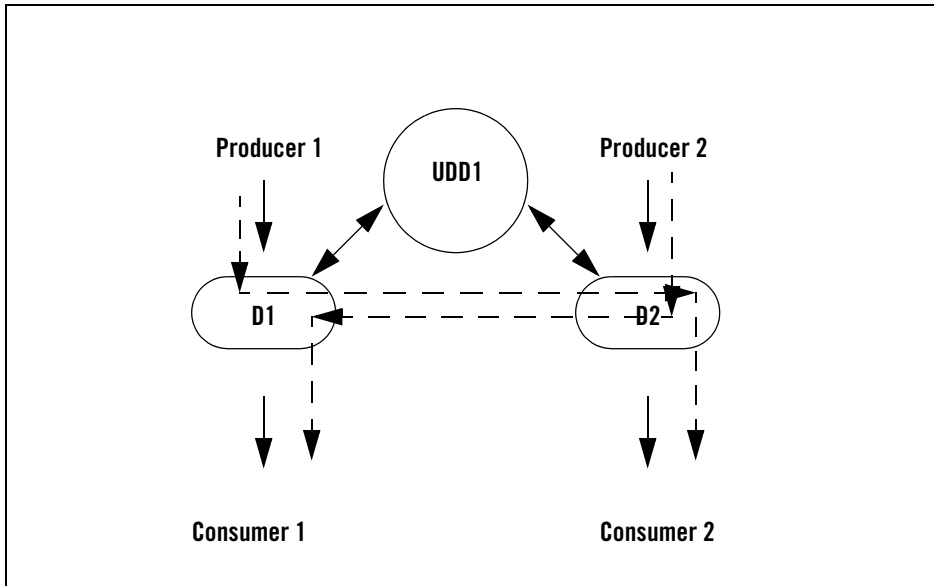 Producer 1
UDD1
Producer 2
D1
D2
Consumer 1
Consumer 2